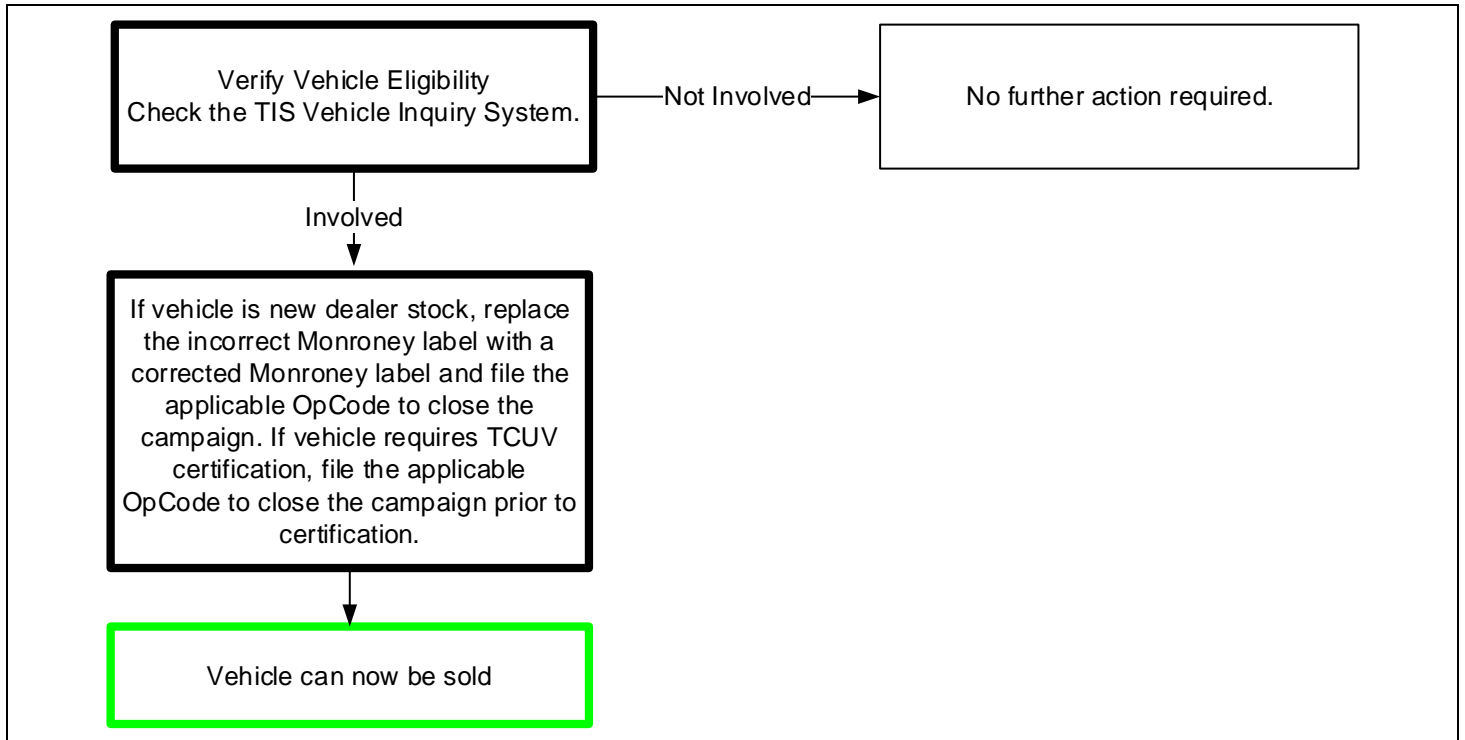 Verify Vehicle Eligibility
Check the TIS Vehicle Inquiry System.
Not Involved
No further action required.
Involved
If vehicle is new dealer stock, replace
the incorrect Monroney label with a
corrected Monroney label and file the
applicable OpCode to close the
campaign. If vehicle requires TCUV
certification, file the applicable
OpCode to close the campaign prior to
certification.
Vehicle can now be sold